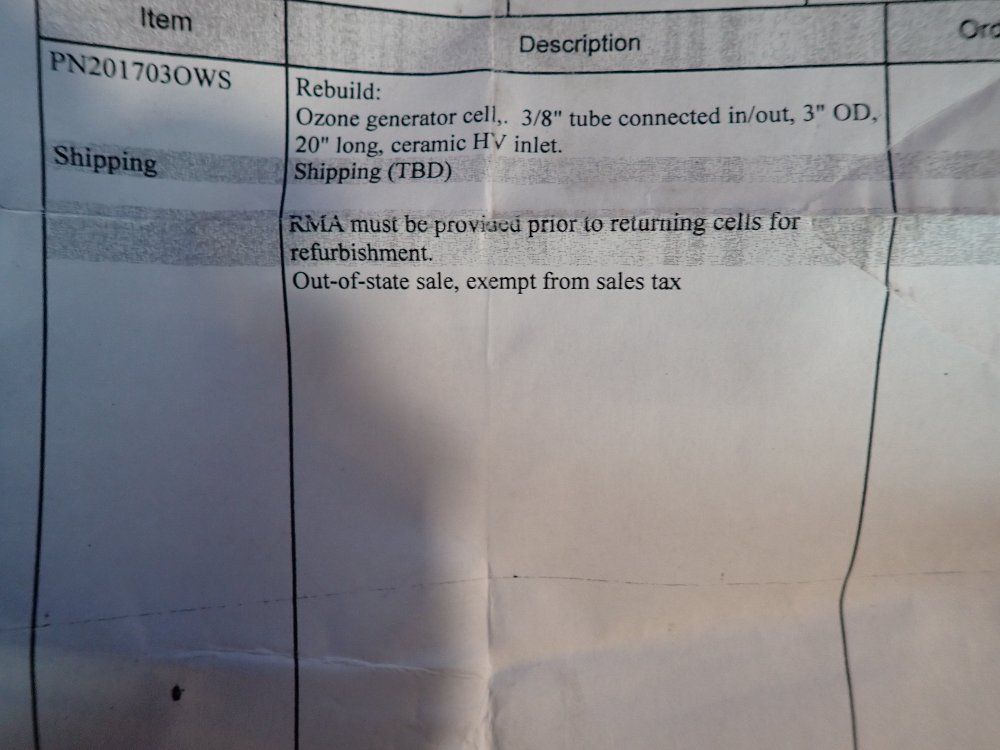 Item
Description
PN201703OWS
Rebuild:
Ozone generator cell,. 3/8" tube connected in/out, 3" OD,
20" long, ceramic HV inlet.
Shipping
Shipping (TBD)
RMA must be provided prior to returning cells for
refurbishment.
Out-of-state sale, exempt from sales tax